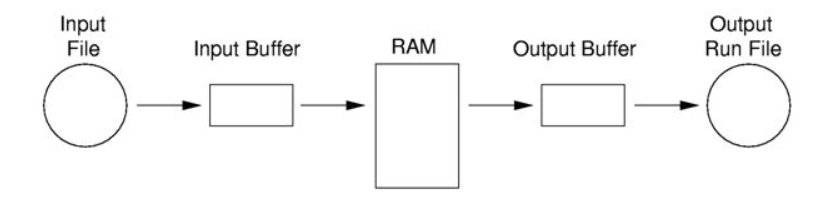 Input
File
Input Buffer
RAM
Output Buffer
Output
Run File